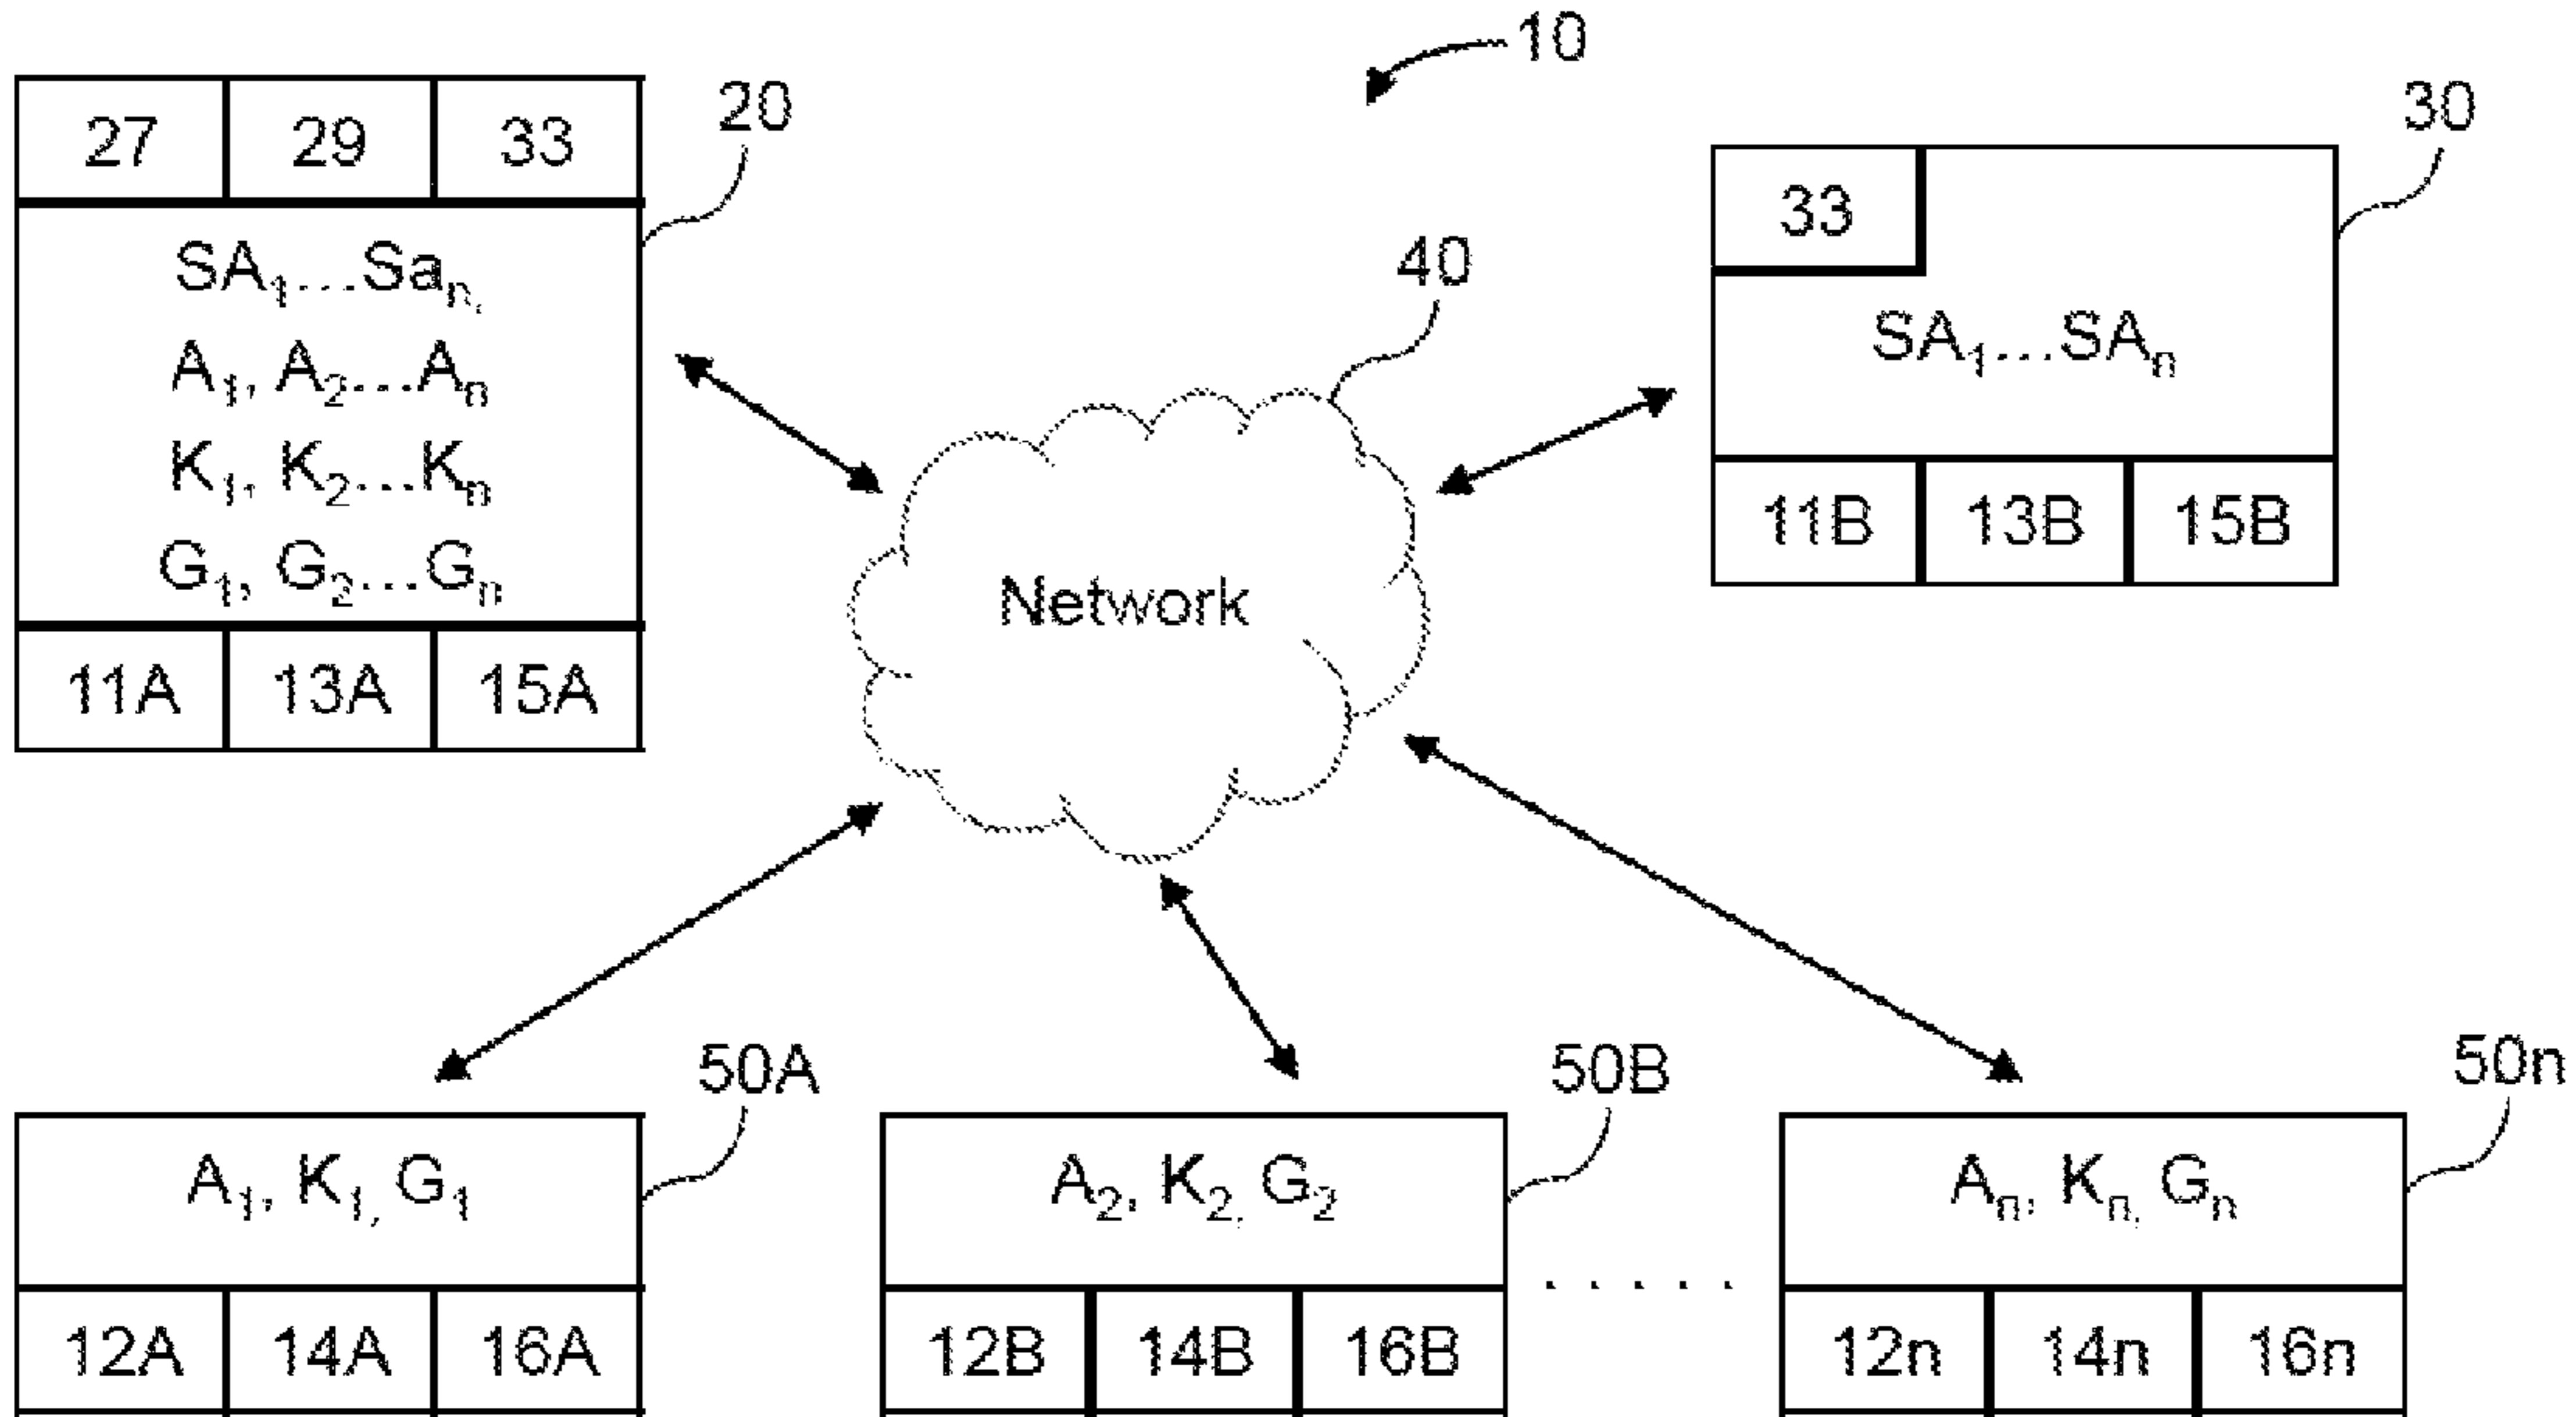 10
27 29 33
20
SA₁...Saₙ,
A₁, A₂...Aₙ
K₁, K₂...Kₙ
G₁, G₂...Gₙ
11A 13A 15A
30
33
SA₁...SAₙ
11B 13B 15B
40
Network
50A
A₁, K₁, G₁
12A 14A 16A
50B
A₂, K₂, G₂
12B 14B 16B
.....
50n
Aₙ, Kₙ, Gₙ
12n 14n 16n